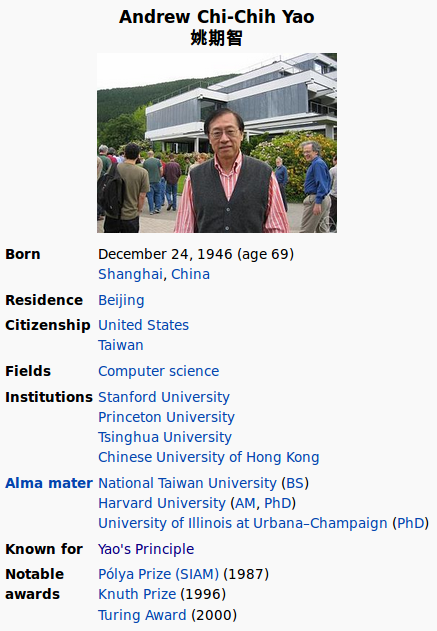 Andrew Chi-Chih Yao
姚期智
Born December 24, 1946 (age 69)
Shanghai, China
Residence Beijing
Citizenship United States
Taiwan
Fields Computer science
Institutions Stanford University
Princeton University
Tsinghua University
Chinese University of Hong Kong
Alma mater National Taiwan University (BS)
Harvard University (AM, PhD)
University of Illinois at Urbana–Champaign (PhD)
Known for Yao's Principle
Notable Pólya Prize (SIAM) (1987)
awards Knuth Prize (1996)
Turing Award (2000)